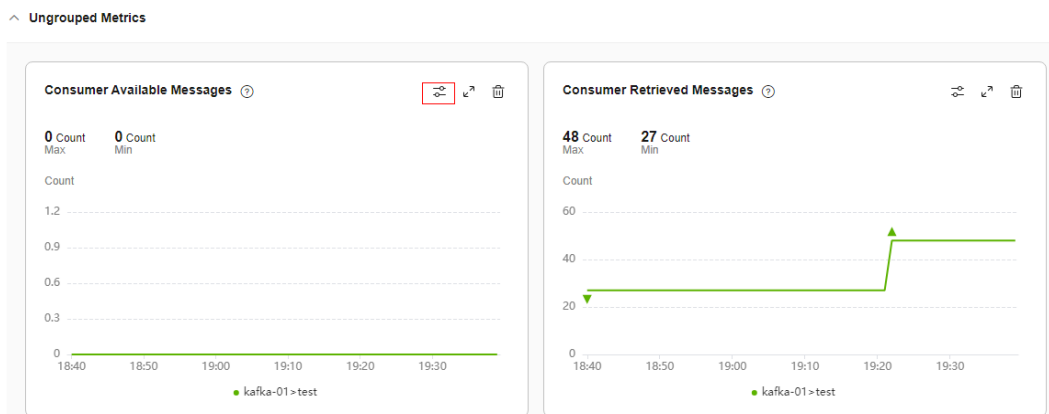 Ungrouped Metrics
Consumer Available Messages ?
0 Count 0 Count
Max Min
Count
1.2
0.9
0.6
0.3
0
18:40 18:50 19:00 19:10 19:20 19:30
kafka-01>test
Consumer Retrieved Messages ?
48 Count 27 Count
Max Min
Count
60
40
20
0
18:40 18:50 19:00 19:10 19:20 19:30
kafka-01>test